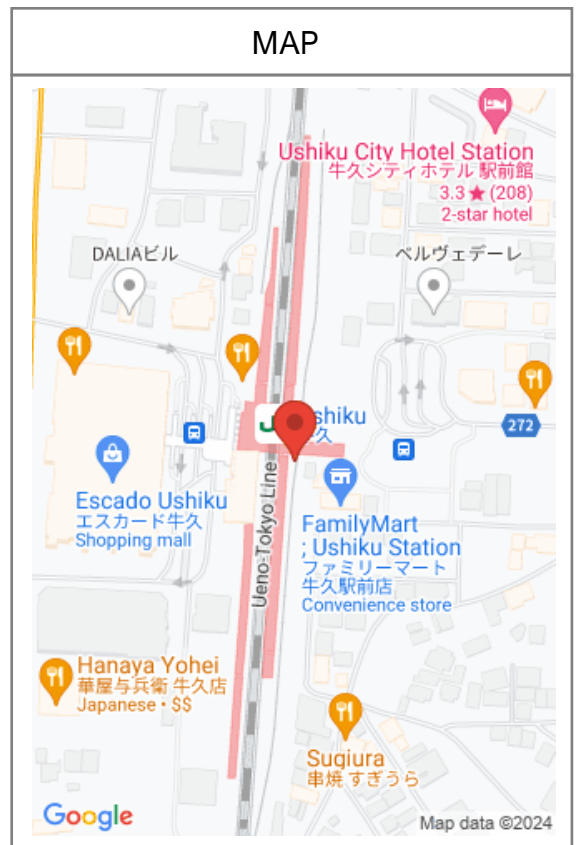 MAP
Ushiku City Hotel Station
牛久シティホテル 駅前館
3.3★(208)
2-star hotel
DALIAビル
ベルヴェデーレ
shiku
久
272
Escado Ushiku
エスカード牛久
Shopping mall
Ueno-Tokyo Line
FamilyMart
; Ushiku Station
ファミリーマート
牛久駅前店
Convenience store
Hanaya Yohei
華屋与兵衛 牛久店
Japanese • $$
Sugiura
串焼 すぎうら
Google
Map data ©2024